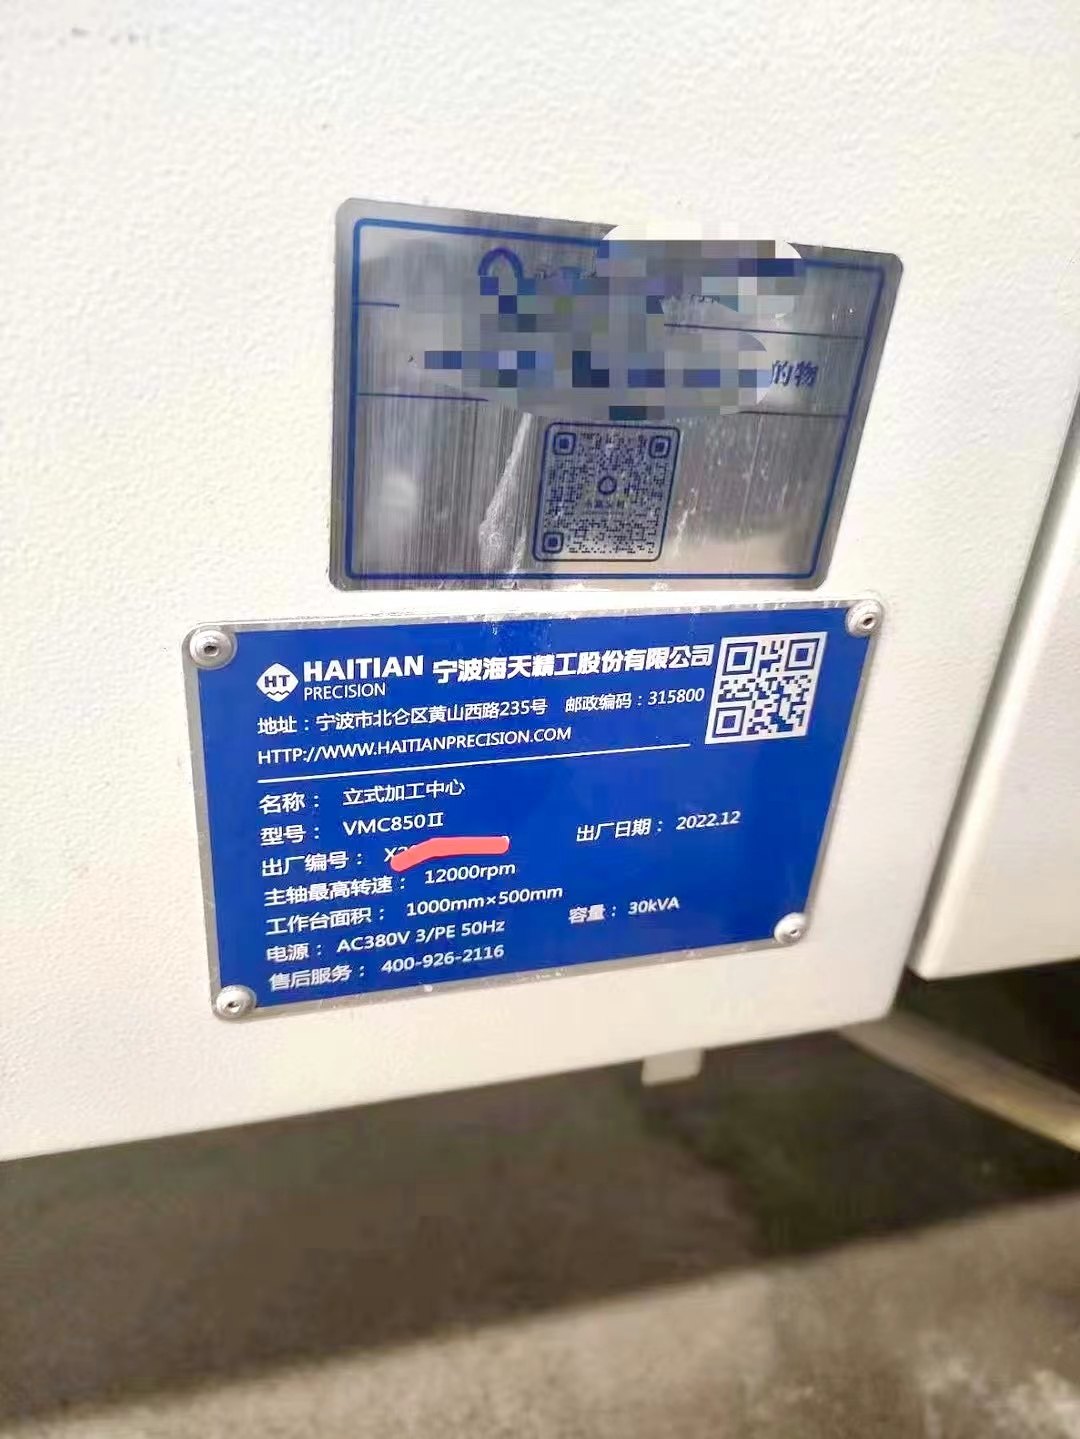 的物
HAITIAN
PRECISION
宁波海天精工股份有限公司
地址：宁波市北仑区黄山西路235号 邮政编码：315800
HTTP://WWW.HAITIANPRECISION.COM
名称： 立式加工中心
型号： VMC850Ⅱ
出厂编号： 出厂日期： 2022.12
主轴最高转速： 12000rpm
工作台面积： 1000mm×500mm
电源： AC380V 3/PE 50Hz 容量： 30kVA
售后服务： 400-926-2116